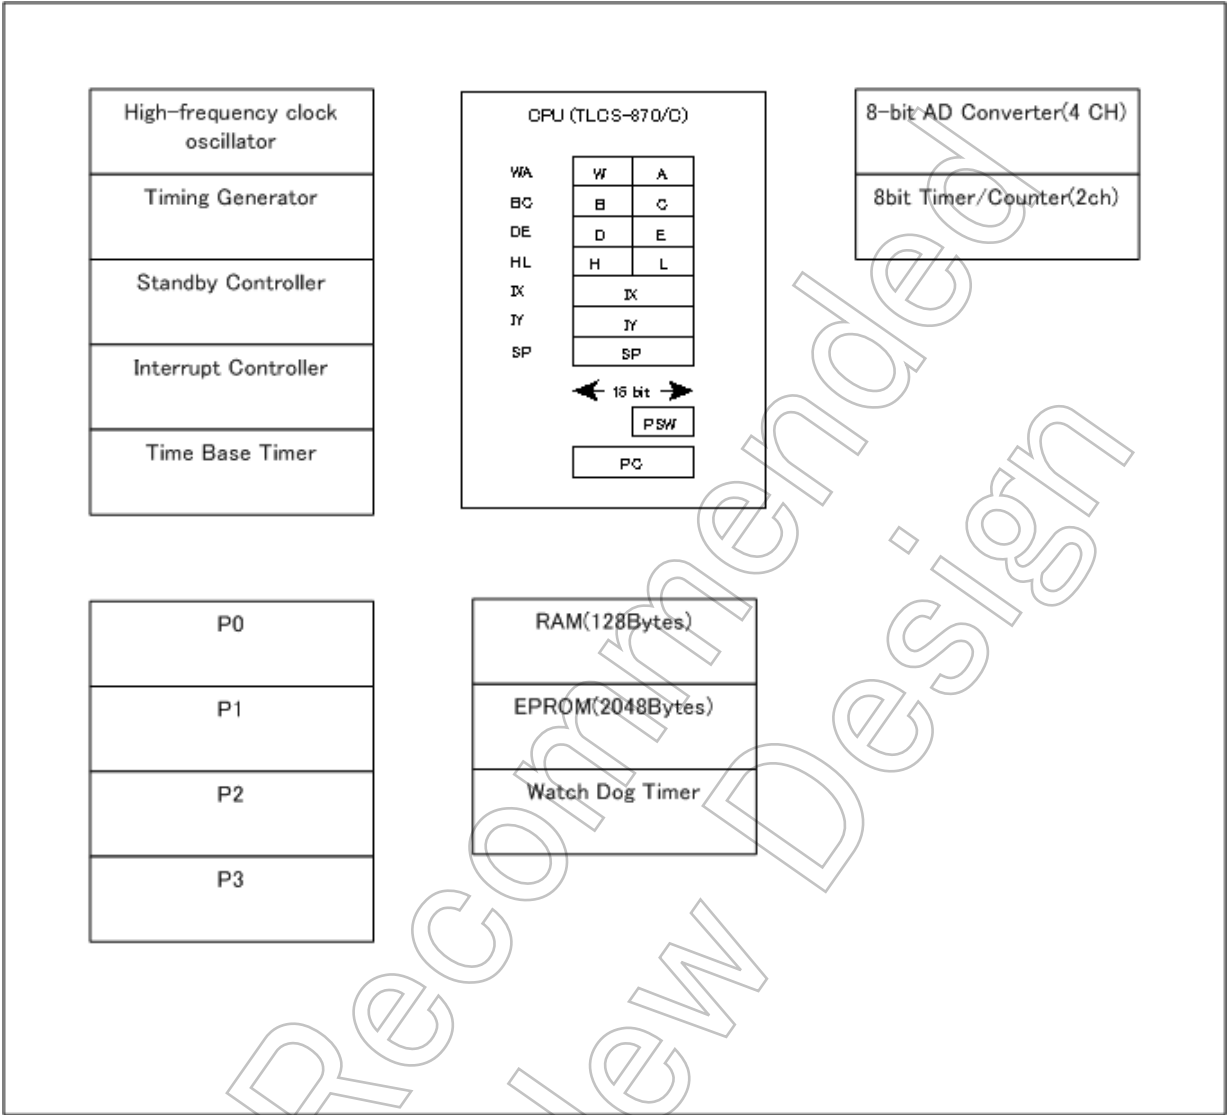 High-frequency clock
oscillator
Timing Generator
Standby Controller
Interrupt Controller
Time Base Timer
CPU (TLCS-870/C)
WA W A
BC B C
DE D E
HL H L
IX IX
IY IY
SP SP
16 bit
PSW
PC
8-bit AD Converter(4 CH)
8bit Timer/Counter(2ch)
P0
P1
P2
P3
RAM(128Bytes)
EPROM(2048Bytes)
Watch Dog Timer
Recommended
New Design